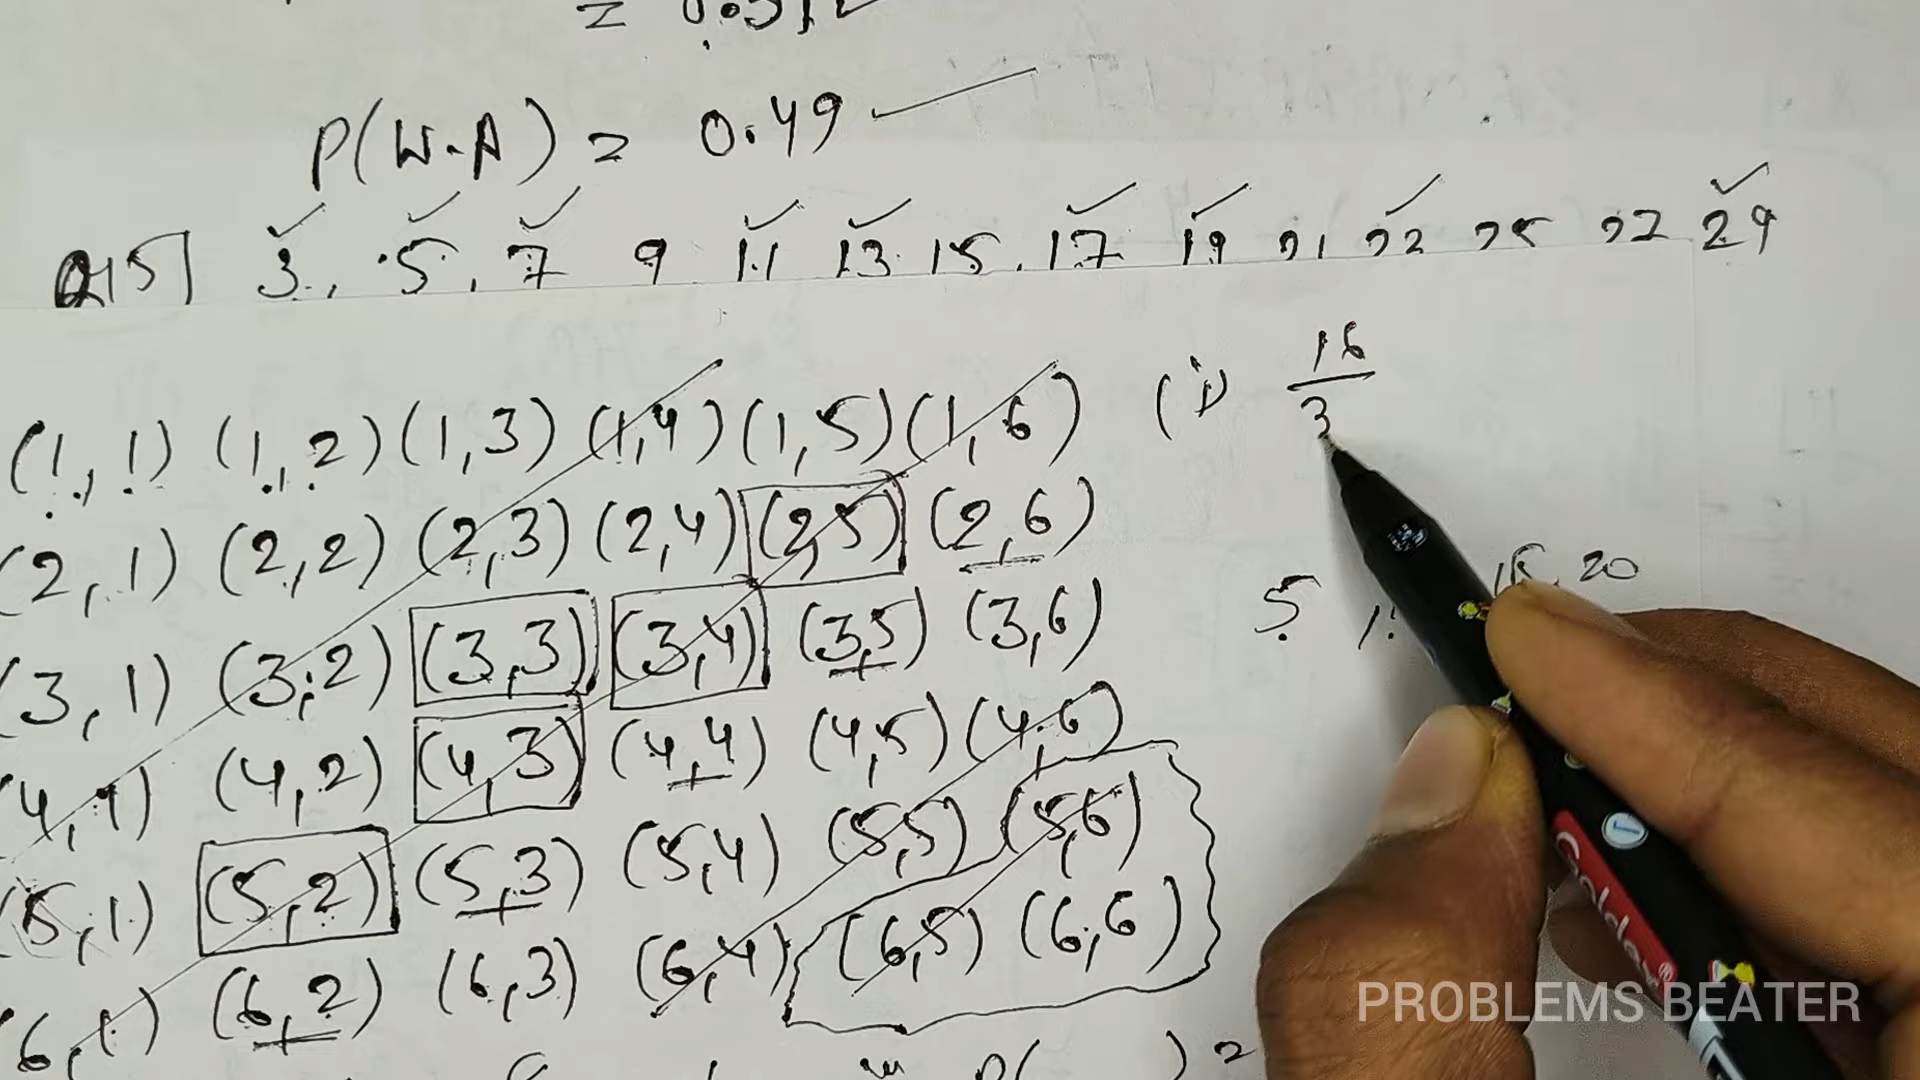 P(W.A) = 0.49
Q15] 3, 5, 7 9 11 13 15, 17 19 21 23 25 27 29
(1,1) (1,2) (1,3) (1,4) (1,5) (1,6) (i) 16
3
(2,1) (2,2) (2,3) (2,4) (2,5) (2,6)
5 20
(3,1) (3,2) (3,3) (3,4) (3,5) (3,6)
(4,1) (4,2) (4,3) (4,4) (4,5) (4,6)
(5,1) (5,2) (5,3) (5,4) (5,5) (5,6)
(6,1) (6,2) (6,3) (6,4) (6,5) (6,6)
Golden®
PROBLEMS BEATER